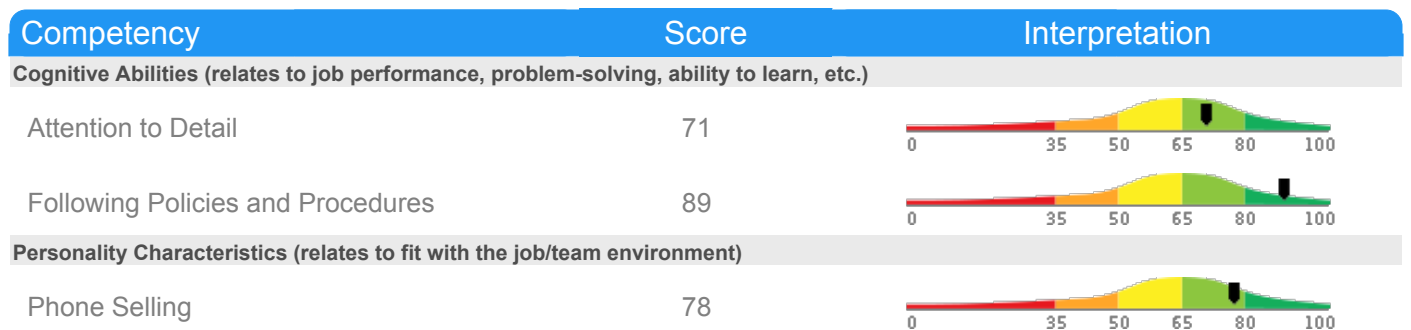 Competency Score Interpretation
Cognitive Abilities (relates to job performance, problem-solving, ability to learn, etc.)
Attention to Detail 71
0 35 50 65 80 100
Following Policies and Procedures 89
0 35 50 65 80 100
Personality Characteristics (relates to fit with the job/team environment)
Phone Selling 78
0 35 50 65 80 100